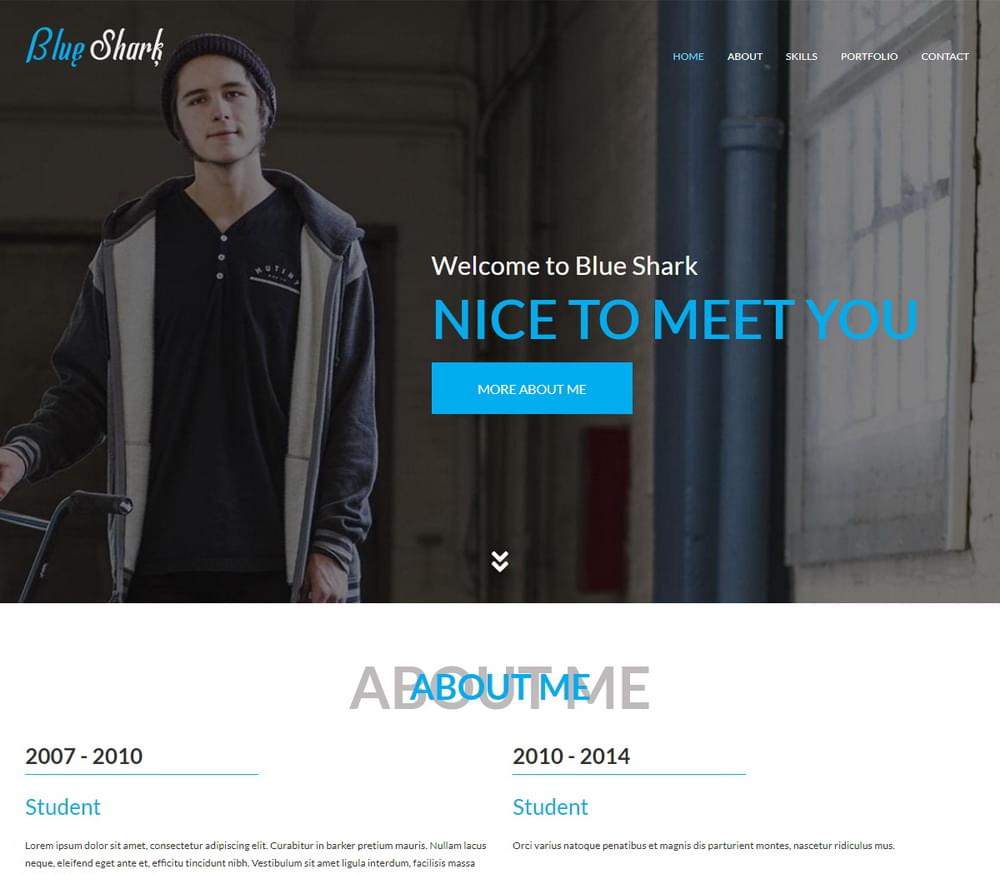 Blue Shark
HOME ABOUT SKILLS PORTFOLIO CONTACT
MUTINY
Welcome to Blue Shark
NICE TO MEET YOU
MORE ABOUT ME
ABOUT ME
ABOUT ME
2007 - 2010
Student
Lorem ipsum dolor sit amet, consectetur adipiscing elit. Curabitur in barker pretium mauris. Nullam lacus
neque, eleifend eget ante et, efficitu tincidunt nibh. Vestibulum sit amet ligula interdum, facilisis massa
2010 - 2014
Student
Orci varius natoque penatibus et magnis dis parturient montes, nascetur ridiculus mus.